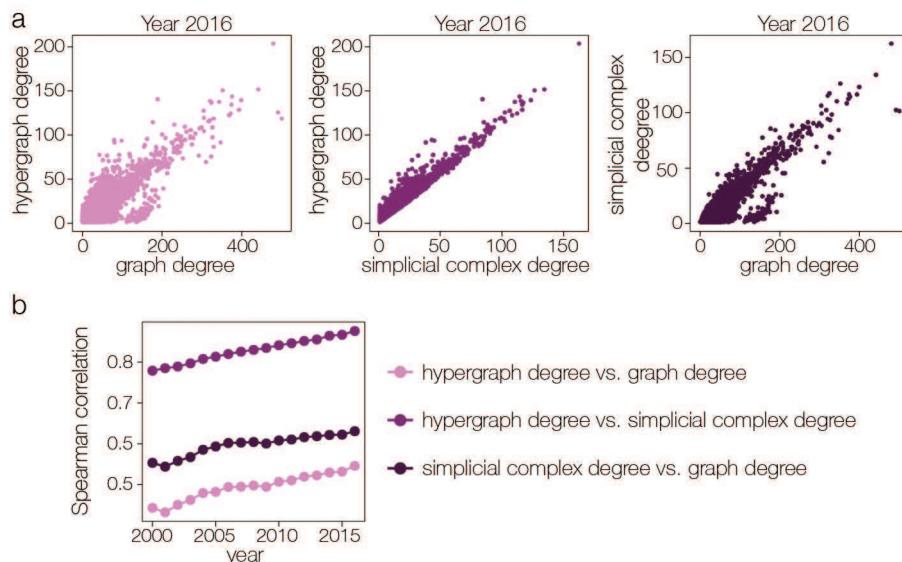 a
Year 2016
200
150
100
50
0
hypergraph degree
0
200
400
graph degree
Year 2016
200
150
100
50
0
hypergraph degree
0
50
100
150
simplicial complex degree
Year 2016
150
100
50
0
simplicial complex
deegree
0
200
400
graph degree
b
0.8
0.7
0.5
0.5
Spearman correlation
2000
2005
2010
2015
year
hypergraph degree vs. graph degree
hypergraph degree vs. simplicial complex degree
simplicial complex degree vs. graph degree